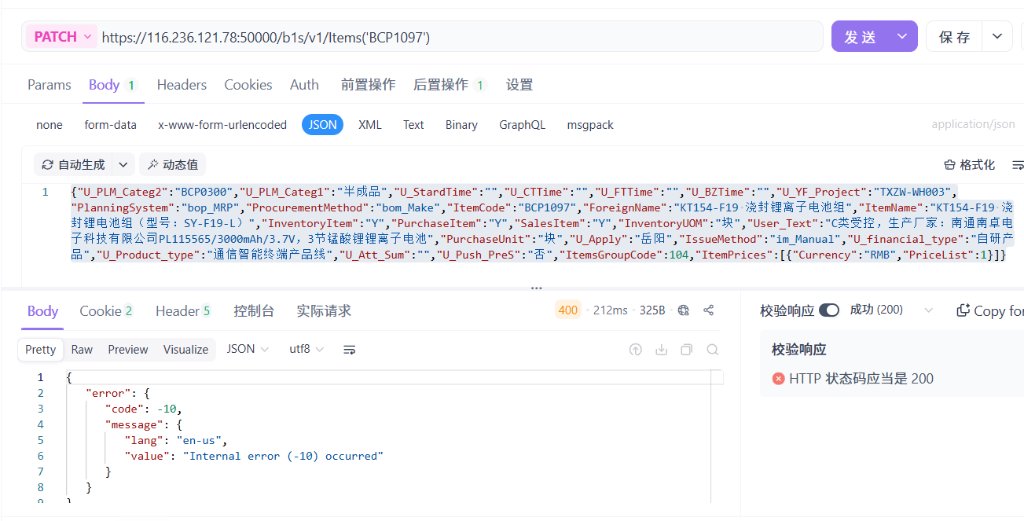 PATCH https://116.236.121.78:50000/b1s/v1/Items('BCP1097') 发 送 保 存
Params Body 1 Headers Cookies Auth 前置操作 后置操作 1 设置
none form-data x-www-form-urlencoded JSON XML Text Binary GraphQL msgpack application/json
自动生成 动态值 格式化
1 {"U_PLM_Categ2":"BCP0300","U_PLM_Categ1":"半成品","U_StardTime":"","U_CTTime":"","U_FTTime":"","U_BZTime":"","U_YF_Project":"TXZW-WH003",
"PlanningSystem":"bop_MRP","ProcurementMethod":"bom_Make","ItemCode":"BCP1097","ForeignName":"KT154-F19·浇封锂离子电池组","ItemName":"KT154-F19·浇
封锂电池组（型号：SY-F19-L）","InventoryItem":"Y","PurchaseItem":"Y","SalesItem":"Y","InventoryUOM":"块","User_Text":"C类受控，生产厂家：南通南卓电
子科技有限公司PL115565/3000mAh/3.7V，3节锰酸锂锂离子电池","PurchaseUnit":"块","U_Apply":"岳阳","IssueMethod":"im_Manual","U_financial_type":"自研产
品","U_Product_type":"通信智能终端产品线","U_Att_Sum":"","U_Push_PreS":"否","ItemsGroupCode":104,"ItemPrices":[{"Currency":"RMB","PriceList":1}]}
Body Cookie 2 Header 5 控制台 实际请求 400 · 212ms · 325B 校验响应 成功 (200) Copy for
Pretty Raw Preview Visualize JSON utf8
校验响应
HTTP 状态码应当是 200
1 {
2 "error": {
3 "code": -10,
4 "message": {
5 "lang": "en-us",
6 "value": "Internal error (-10) occurred"
7 }
8 }
9 }